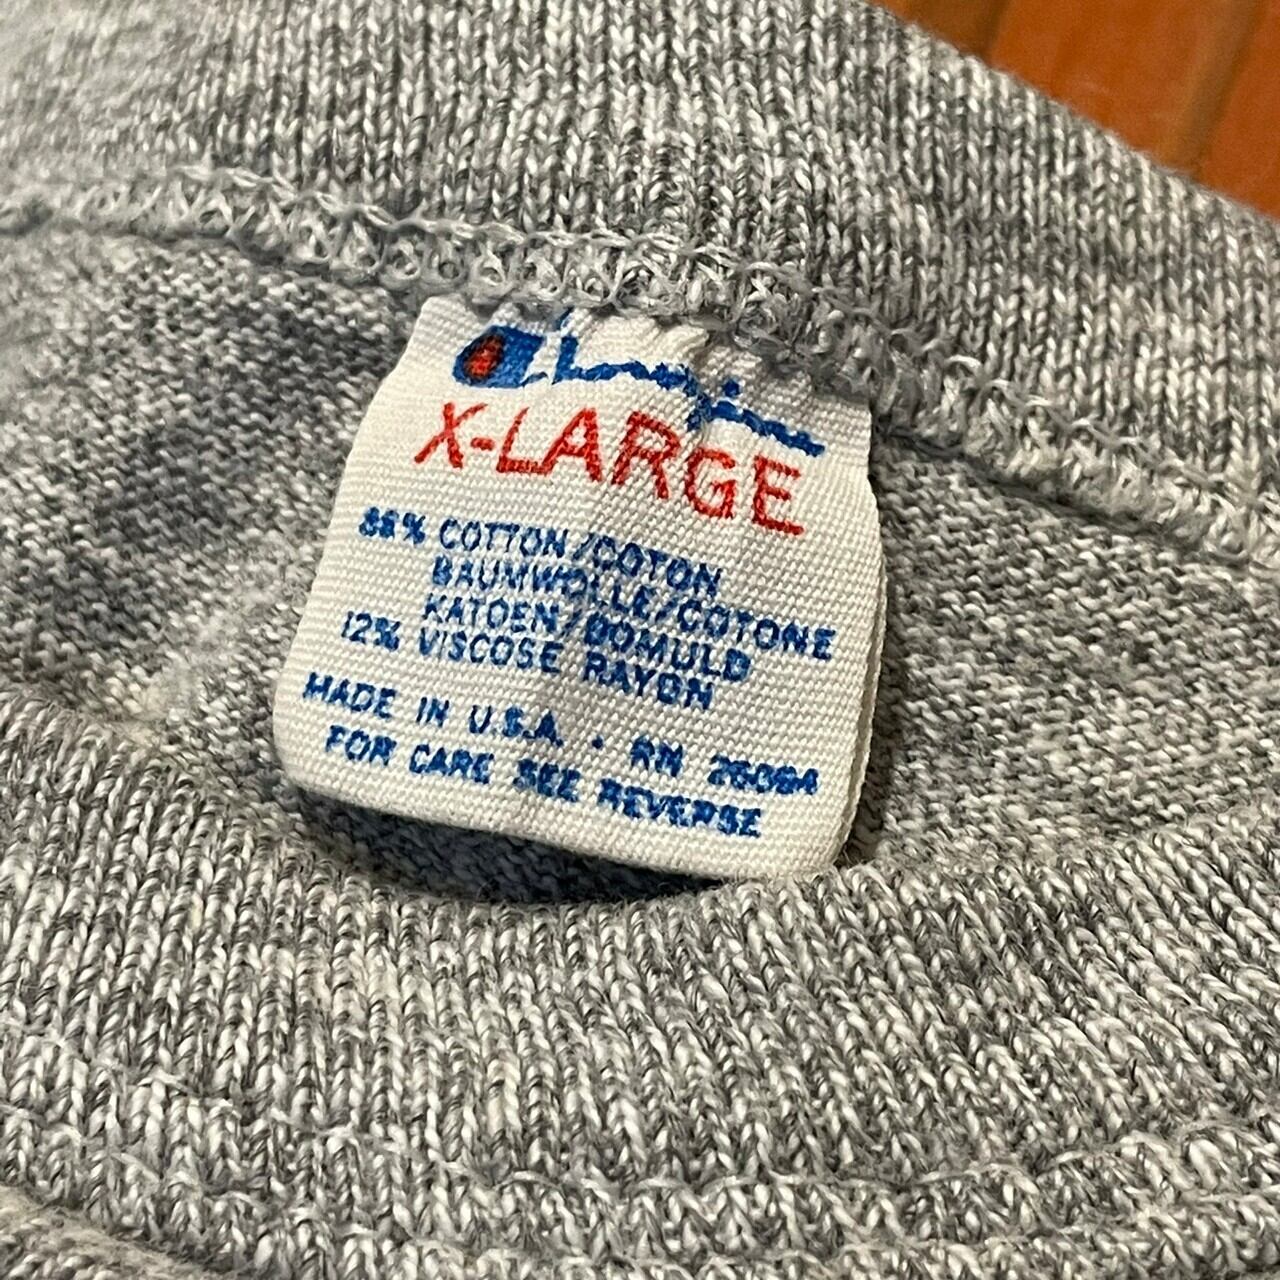 Champion
X-LARGE
88% COTTON/COTON
BAUMWOLLE/COTONE
KATOEN/BOMULD
12% VISCOSE RAYON
MADE IN U.S.A. · RN 26094
FOR CARE SEE REVERSE